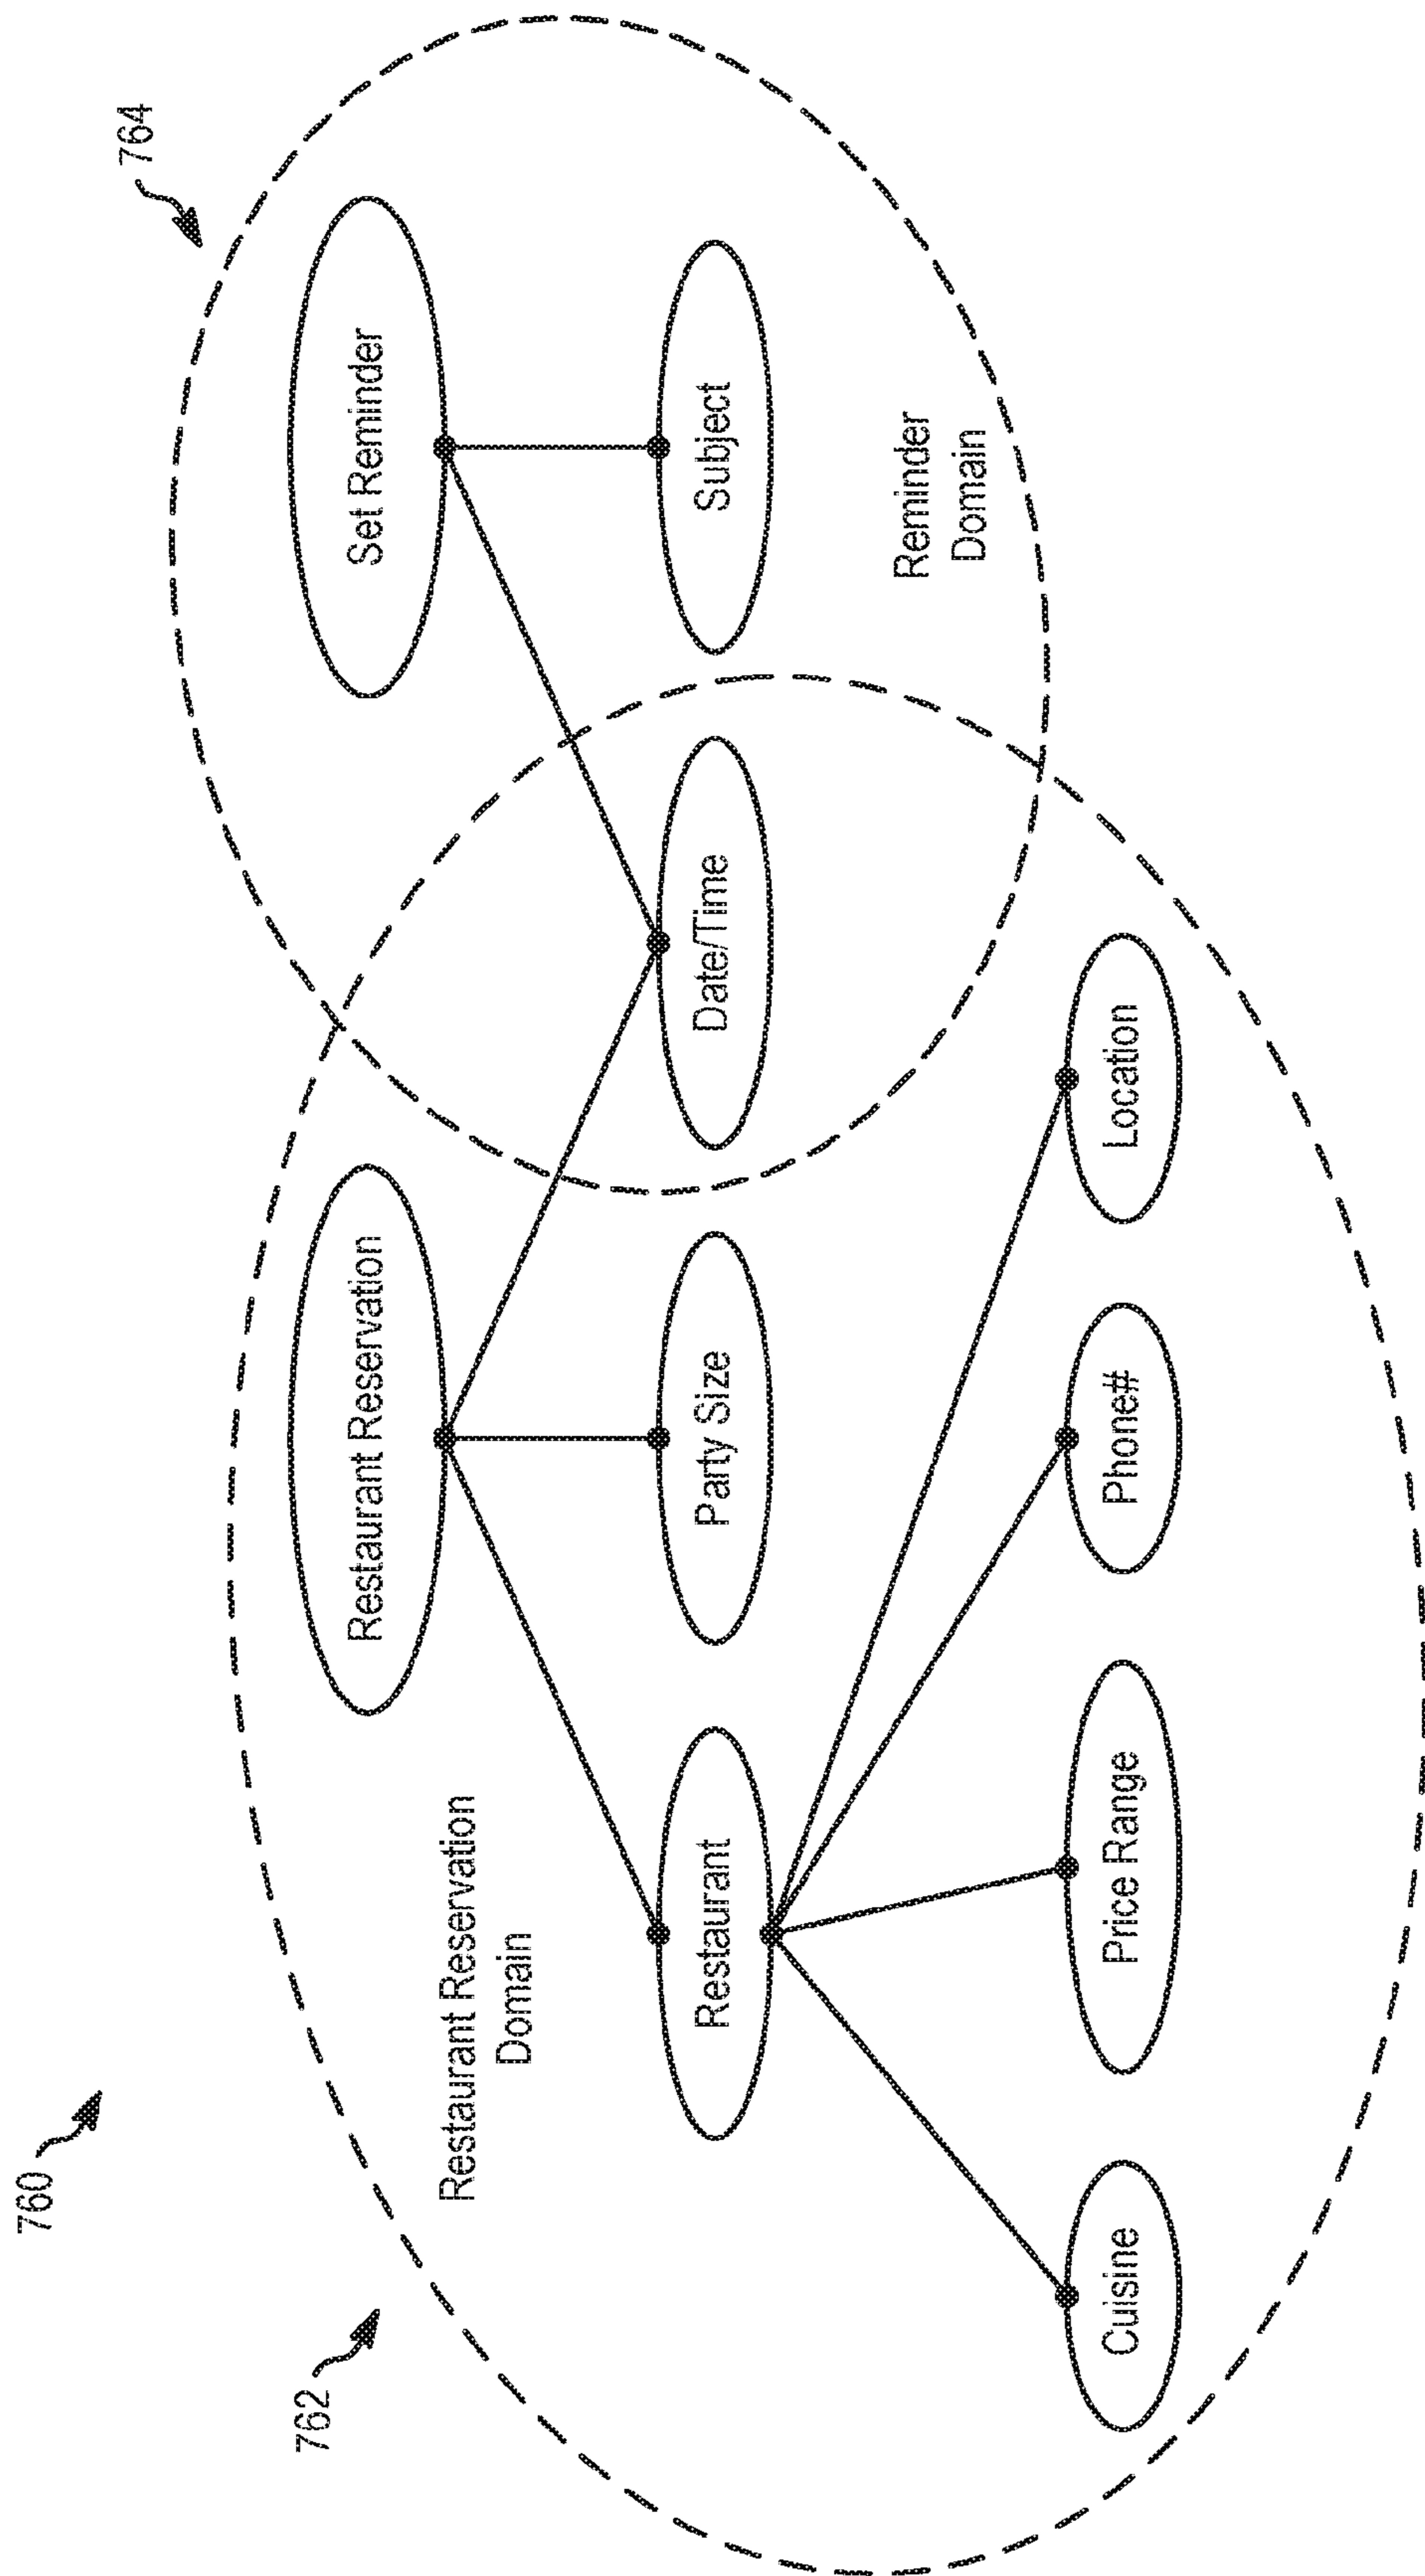 760
762
764
Restaurant Reservation
Set Reminder
Restaurant Reservation
Domain
Restaurant
Party Size
Date/Time
Subject
Reminder
Domain
Cuisine
Price Range
Phone#
Location